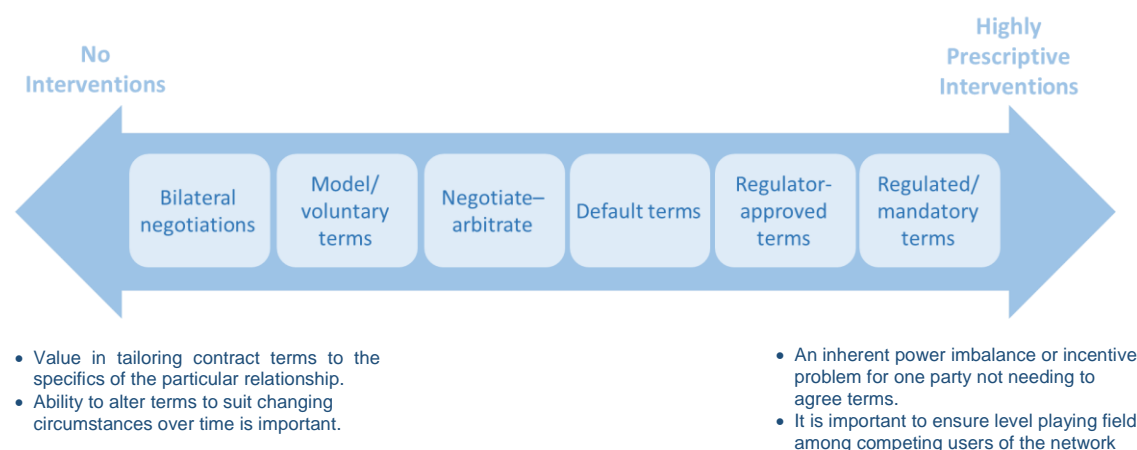 No
Interventions
Highly
Prescriptive
Interventions
Bilateral
negotiations
Model/
voluntary
terms
Negotiate–
arbitrate
Default terms
Regulator-
approved
terms
Regulated/
mandatory
terms
• Value in tailoring contract terms to the
specifics of the particular relationship.
• Ability to alter terms to suit changing
circumstances over time is important.
• An inherent power imbalance or incentive
problem for one party not needing to
agree terms.
• It is important to ensure level playing field
among competing users of the network